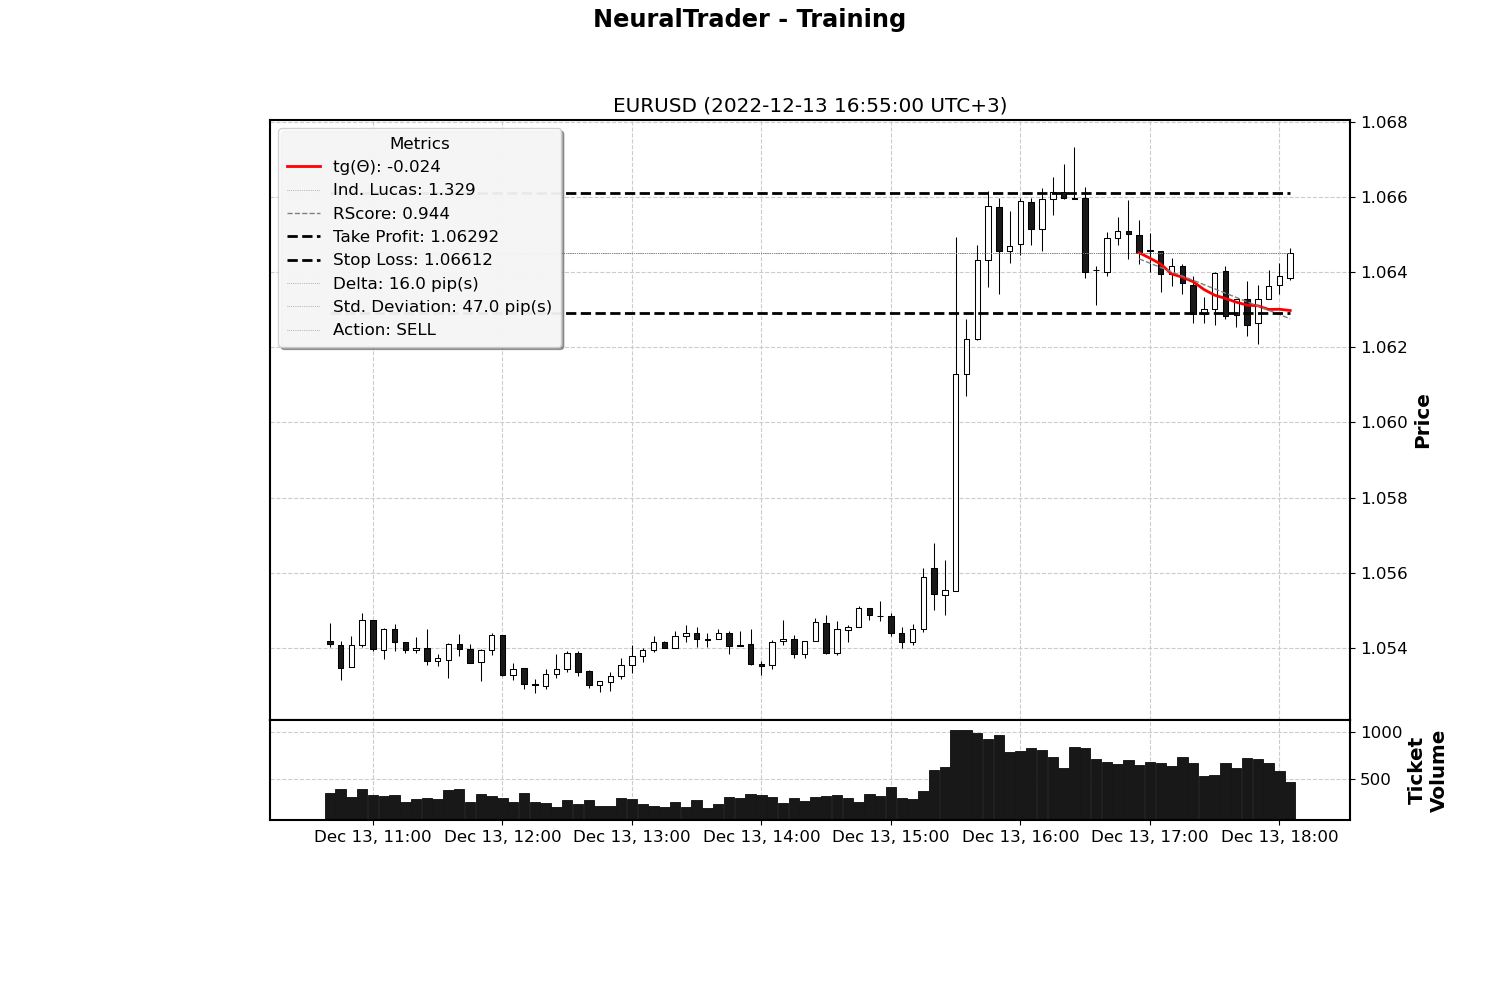 NeuralTrader - Training
EURUSD (2022-12-13 16:55:00 UTC+3)
Metrics
tg(Θ): -0.024
Ind. Lucas: 1.329
RScore: 0.944
Take Profit: 1.06292
Stop Loss: 1.06612
Delta: 16.0 pip(s)
Std. Deviation: 47.0 pip(s)
Action: SELL
1.068
1.066
1.064
1.062
1.060
1.058
1.056
1.054
Price
1000
500
Ticket
Volume
Dec 13, 11:00
Dec 13, 12:00
Dec 13, 13:00
Dec 13, 14:00
Dec 13, 15:00
Dec 13, 16:00
Dec 13, 17:00
Dec 13, 18:00